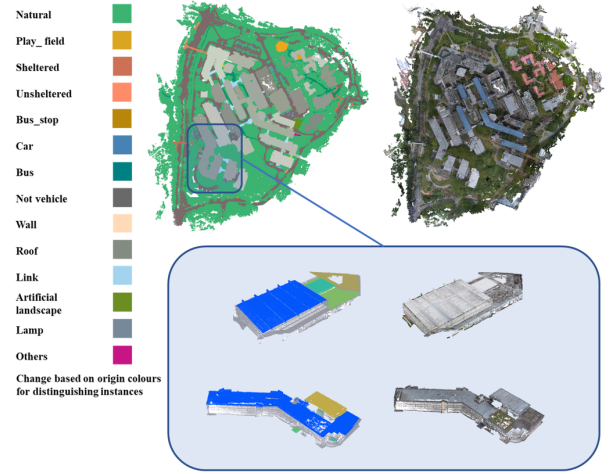 Natural
Play_ field
Sheltered
Unsheltered
Bus_stop
Car
Bus
Not vehicle
Wall
Roof
Link
Artificial
landscape
Lamp
Others
Change based on origin colours
for distinguishing instances